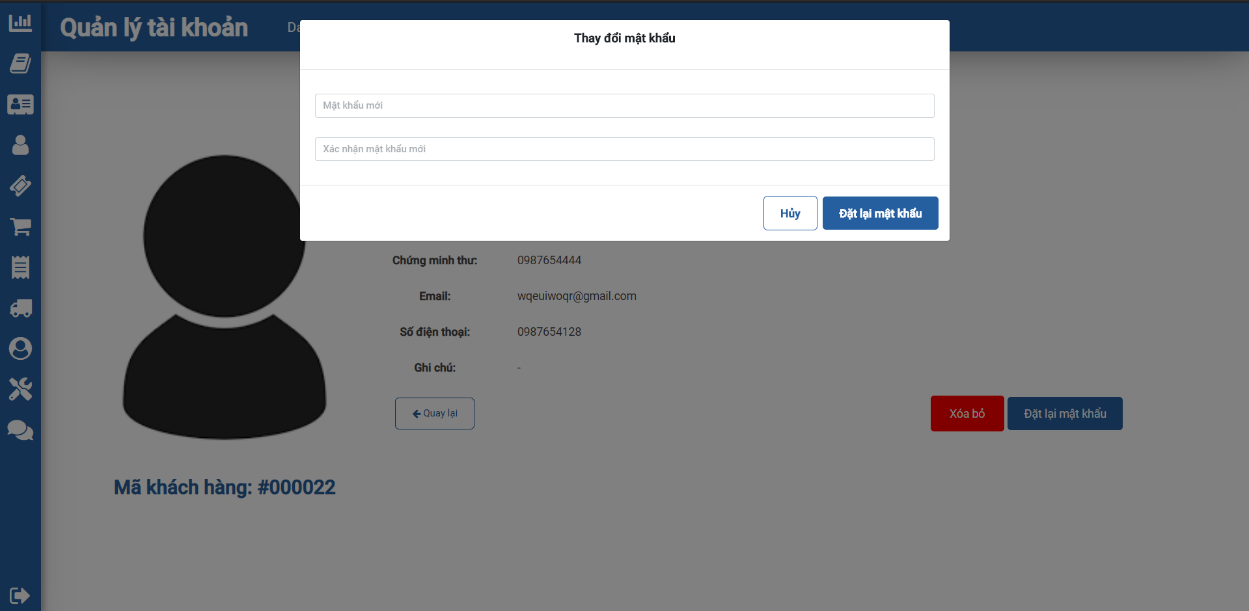 Quản lý tài khoản
Thay đổi mật khẩu
Mật khẩu mới
Xác nhận mật khẩu mới
Hủy Đặt lại mật khẩu
Chứng minh thư: 0987654444
Email: wqeuiwoqr@gmail.com
Số điện thoại: 0987654128
Ghi chú: -
Quay lại Xóa bỏ Đặt lại mật khẩu
Mã khách hàng: #000022